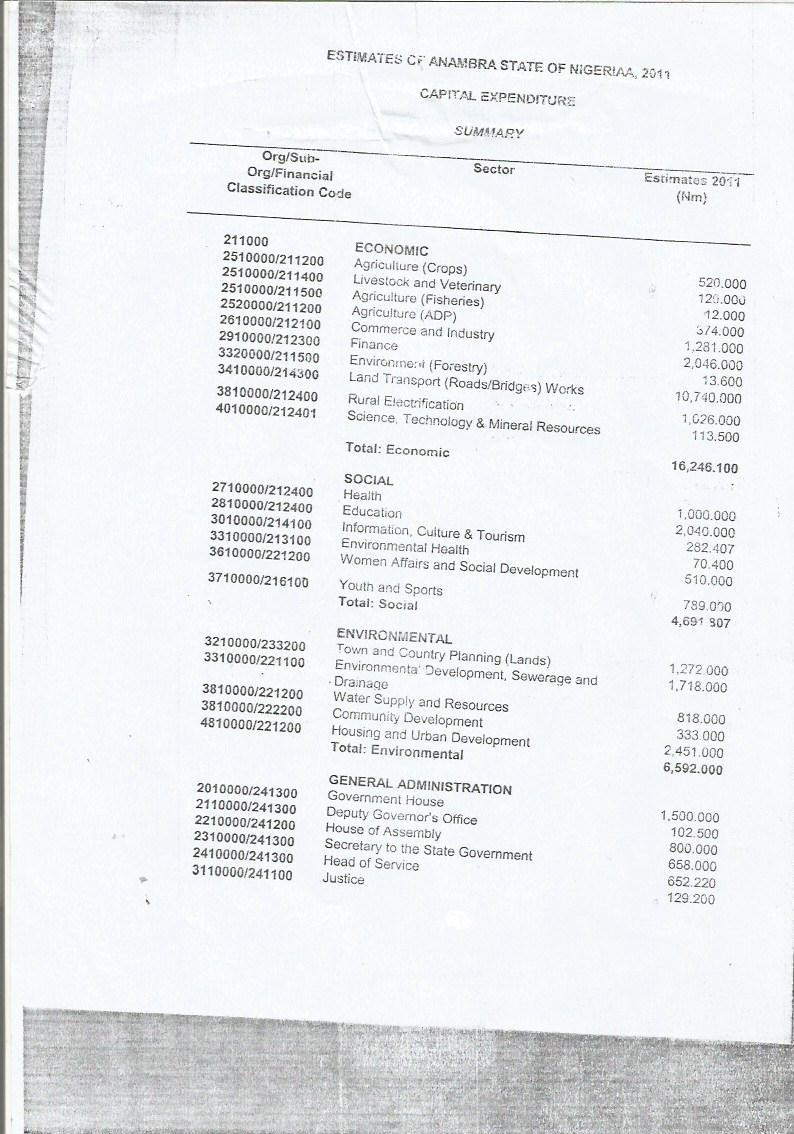 ESTIMATES OF ANAMBRA STATE OF NIGERIAA, 2011
CAPITAL EXPENDITURE
SUMMARY
Org/Sub-Org/Financial Classification Code Sector Estimates 2011 (Nm)
211000 ECONOMIC
2510000/211200 Agriculture (Crops) 520.000
2510000/211400 Livestock and Veterinary 120.000
2510000/211500 Agriculture (Fisheries) 12.000
2520000/211200 Agriculture (ADP) 374.000
2610000/212100 Commerce and Industry 1,281.000
2910000/212300 Finance 2,046.000
3320000/211500 Environment (Forestry) 13.600
3410000/214300 Land Transport (Roads/Bridges) Works 10,740.000
3810000/212400 Rural Electrification 1,026.000
4010000/212401 Science, Technology & Mineral Resources 113.500
Total: Economic 16,246.100
SOCIAL
2710000/212400 Health 1,000.000
2810000/212400 Education 2,040.000
3010000/214100 Information, Culture & Tourism 282.407
3310000/213100 Environmental Health 70.400
3610000/221200 Women Affairs and Social Development 510.000
3710000/216100 Youth and Sports 789.000
Total: Social 4,691.807
ENVIRONMENTAL
3210000/233200 Town and Country Planning (Lands) 1,272.000
3310000/221100 Environmental Development, Sewerage and Drainage 1,718.000
3810000/221200 Water Supply and Resources 818.000
3810000/222200 Community Development 333.000
4810000/221200 Housing and Urban Development 2,451.000
Total: Environmental 6,592.000
GENERAL ADMINISTRATION
2010000/241300 Government House 1,500.000
2110000/241300 Deputy Governor's Office 102.500
2210000/241200 House of Assembly 800.000
2310000/241300 Secretary to the State Government 658.000
2410000/241300 Head of Service 652.220
3110000/241100 Justice 129.200